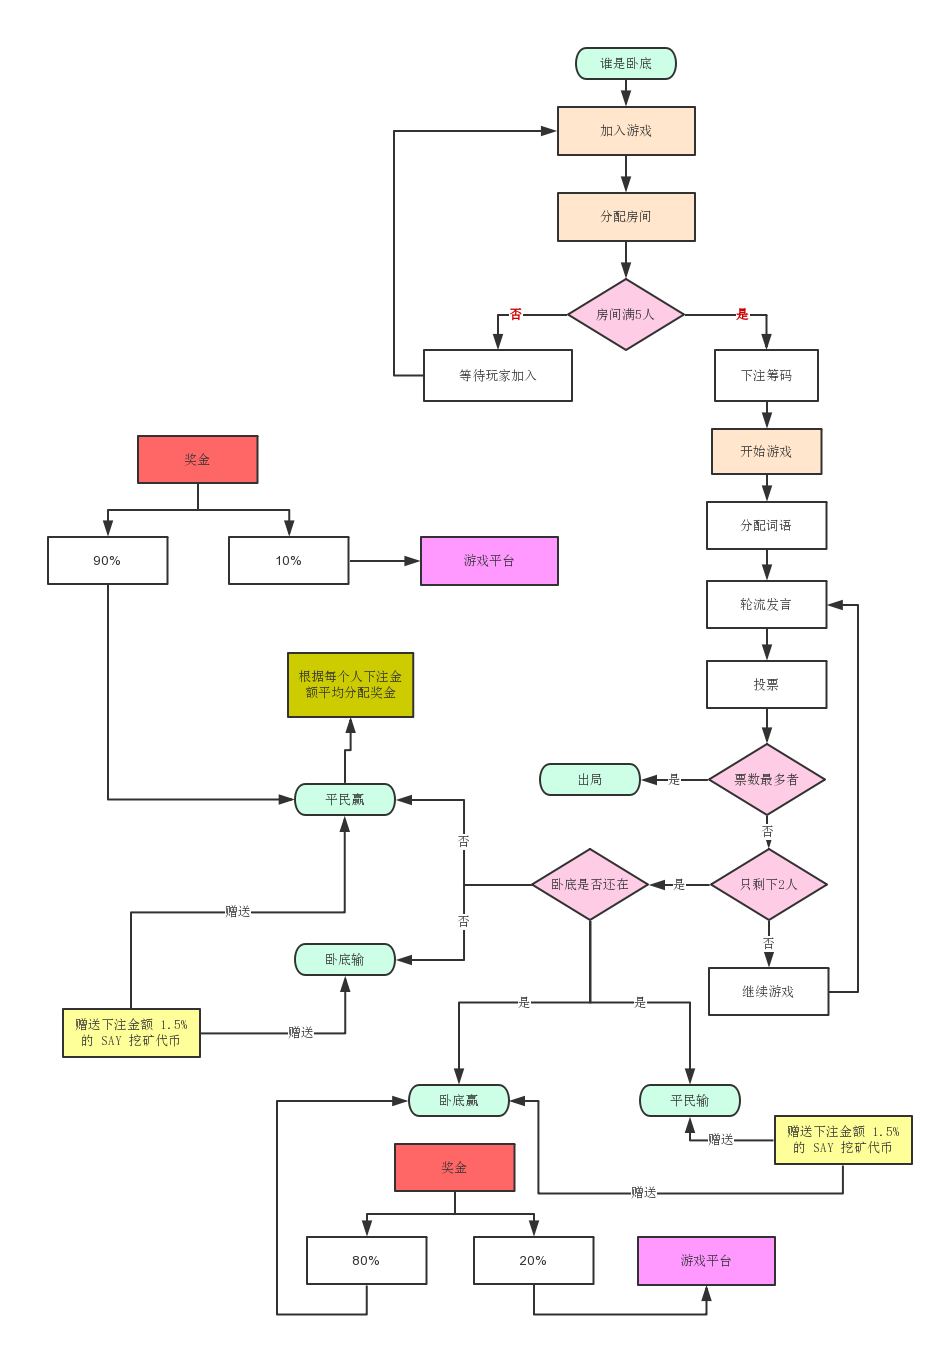 谁是卧底
加入游戏
分配房间
房间满5人
否
是
等待玩家加入
下注筹码
开始游戏
奖金
分配词语
90%
10%
游戏平台
轮流发言
根据每个人下注金
额平均分配奖金
投票
票数最多者
是
出局
平民赢
否
否
只剩下2人
是
卧底是否还在
赠送
否
否
卧底输
继续游戏
赠送下注金额 1.5%
的 SAY 挖矿代币
赠送
是
是
卧底赢
平民输
赠送下注金额 1.5%
的 SAY 挖矿代币
赠送
奖金
赠送
80%
20%
游戏平台